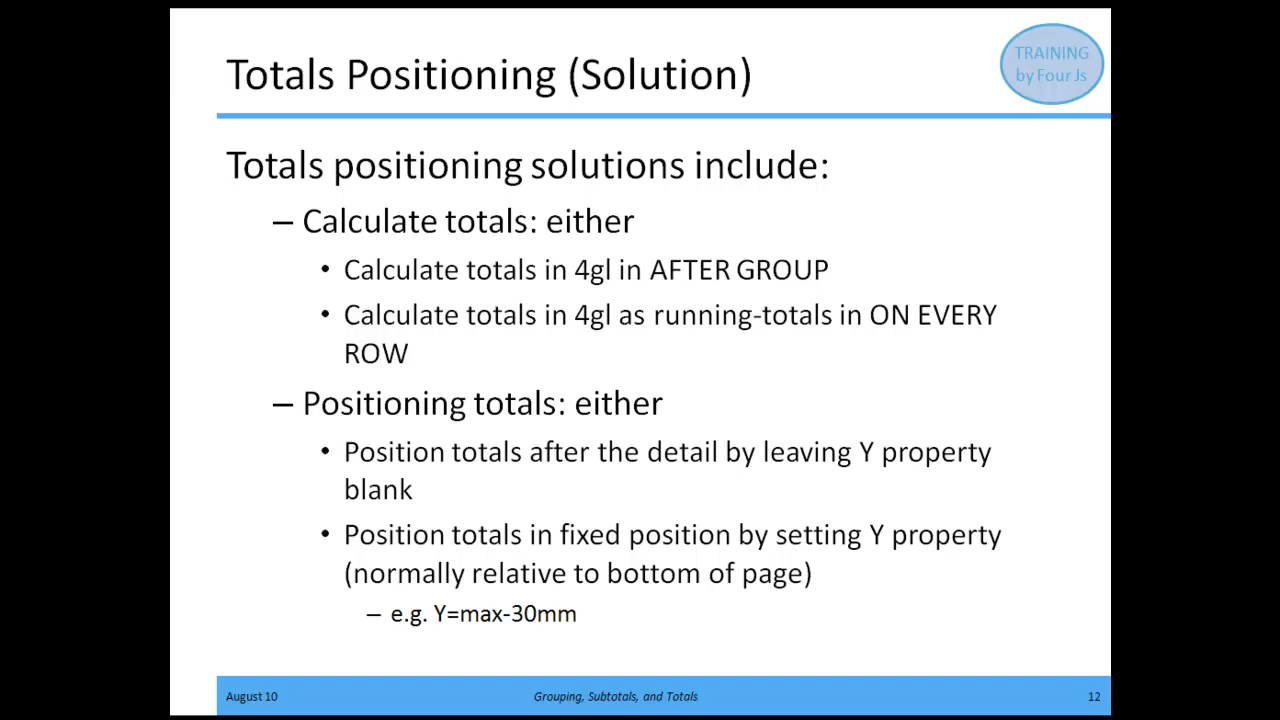 Totals Positioning (Solution)
TRAINING
by Four Js
Totals positioning solutions include:
– Calculate totals: either
• Calculate totals in 4gl in AFTER GROUP
• Calculate totals in 4gl as running-totals in ON EVERY
ROW
– Positioning totals: either
• Position totals after the detail by leaving Y property
blank
• Position totals in fixed position by setting Y property
(normally relative to bottom of page)
– e.g. Y=max-30mm
August 10
Grouping, Subtotals, and Totals
12